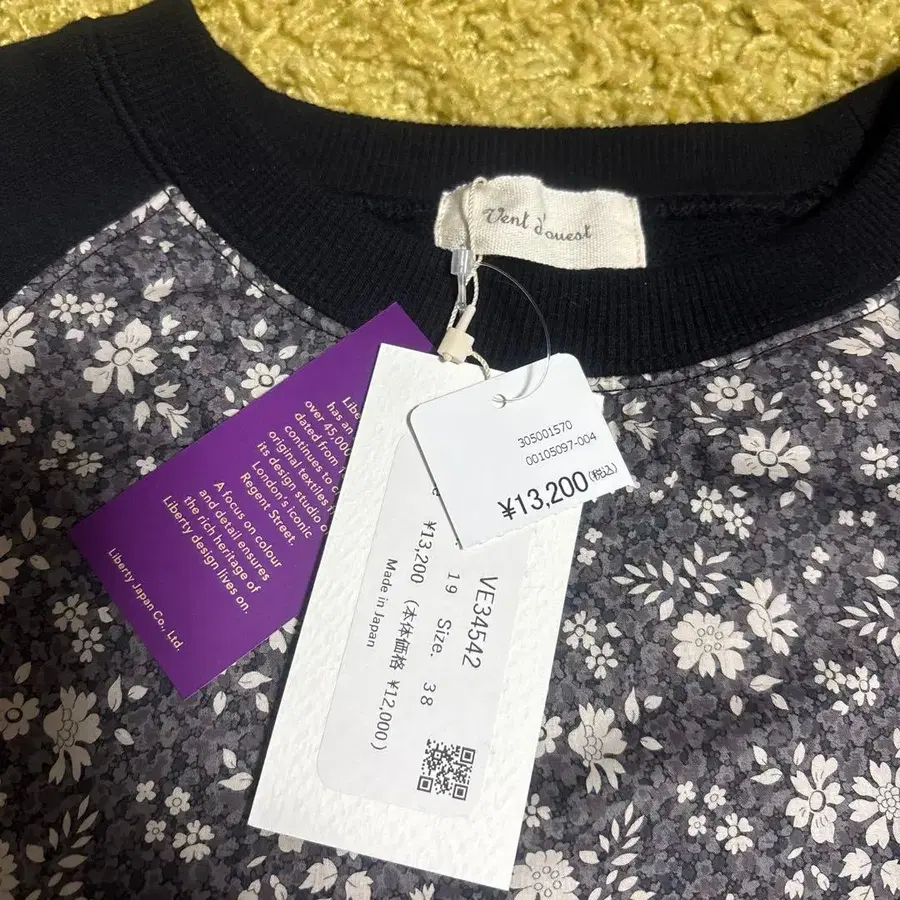 Vent d'ouest
305001570
00105097-004
¥13,200(税込)
VE34542
19 Size. 38
¥13,200 (本体価格 ¥12,000)
Made in Japan
has an
over 45,000
dated from
continues to
original textiles
its design studio
London's iconic
Regent Street.
A focus on colour
and detail ensures
the rich heritage of
Liberty design lives on.
Liberty Japan Co., Ltd.